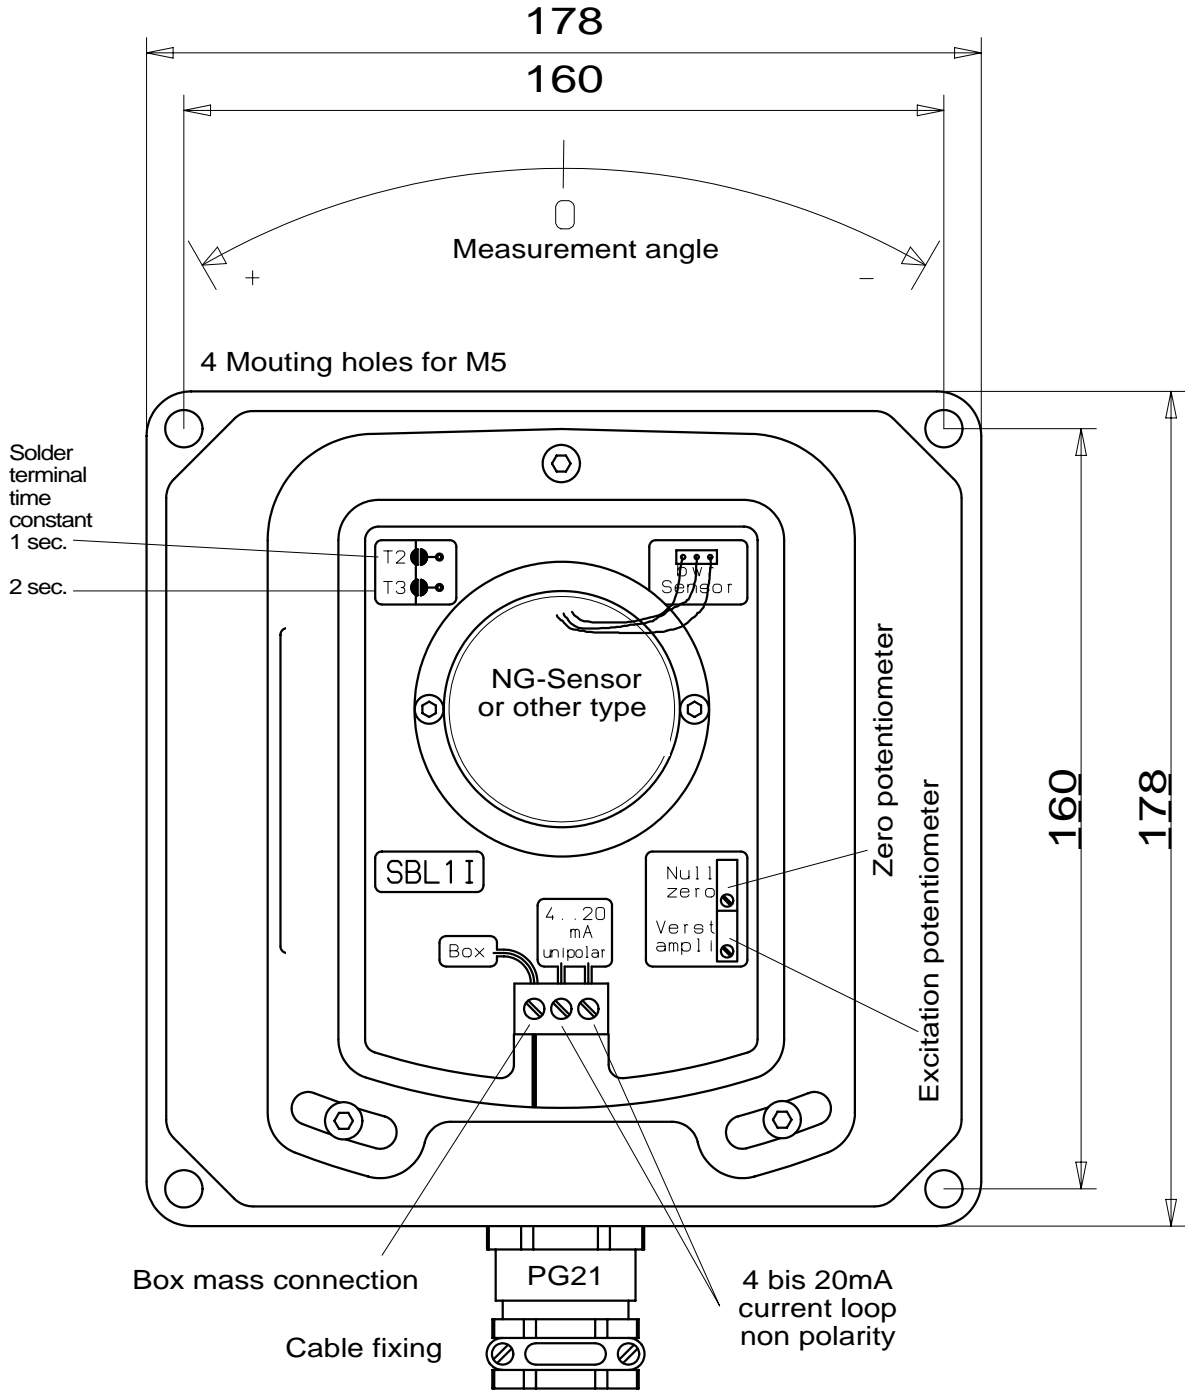 178
160
0
Measurement angle
+
–
4 Mouting holes for M5
Solder
terminal
time
constant
1 sec.
2 sec.
T2
T3
pwr
Sensor
NG-Sensor
or other type
Zero potentiometer
Excitation potentiometer
160
178
SBL1I
Null
zero
Verst
ampli
4..20
mA
unipolar
Box
Box mass connection
PG21
4 bis 20mA
current loop
non polarity
Cable fixing